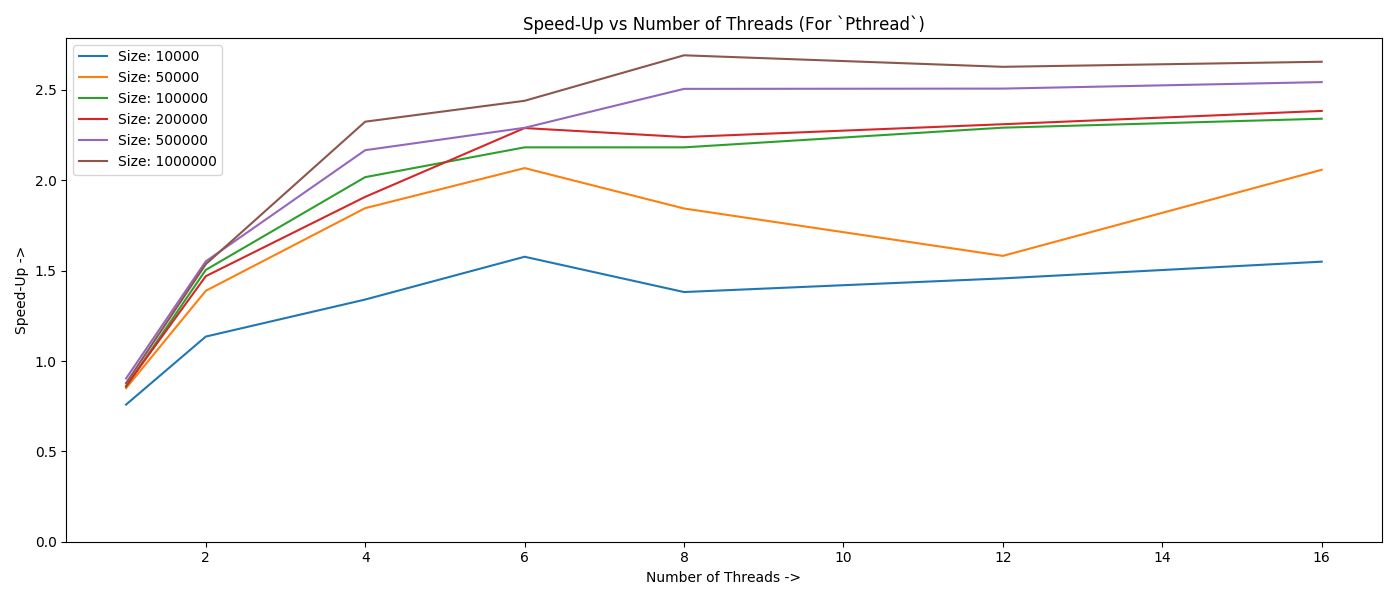 Speed-Up vs Number of Threads (For `Pthread`)
Size: 10000
Size: 50000
Size: 100000
Size: 200000
Size: 500000
Size: 1000000
Speed-Up ->
2.5
2.0
1.5
1.0
0.5
0.0
2 4 6 8 10 12 14 16
Number of Threads ->